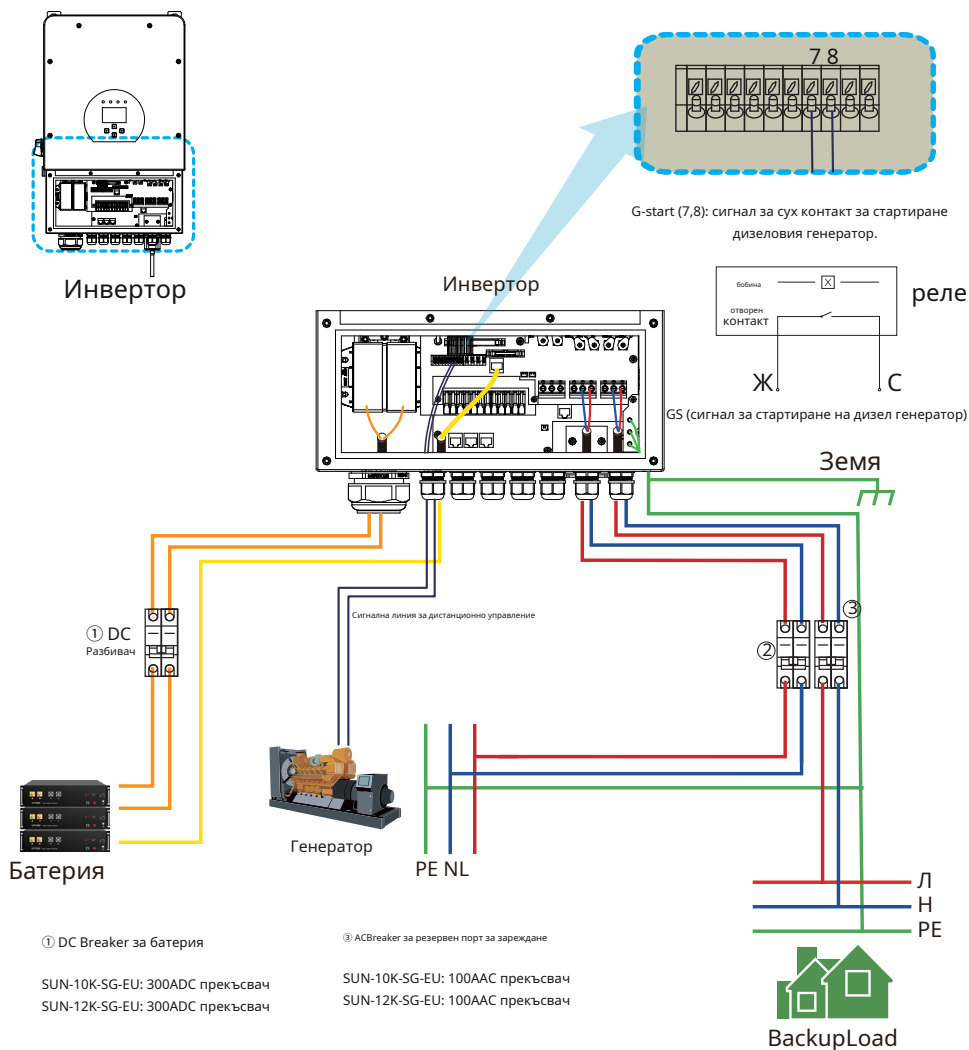 7 8
G-start (7,8): сигнал за сух контакт за стартиране
дизеловия генератор.
Инвертор
Инвертор
бобина
реле
отворен
контакт
Ж
С
GS (сигнал за стартиране на дизел генератор)
Земя
Сигнална линия за дистанционно управление
① DC
Разбивач
②
③
Батерия
Генератор
PE NL
Л
Н
PE
① DC Breaker за батерия
SUN-10K-SG-EU: 300ADC прекъсвач
SUN-12K-SG-EU: 300ADC прекъсвач
③ ACBreaker за резервен порт за зареждане
SUN-10K-SG-EU: 100AAC прекъсвач
SUN-12K-SG-EU: 100AAC прекъсвач
BackupLoad